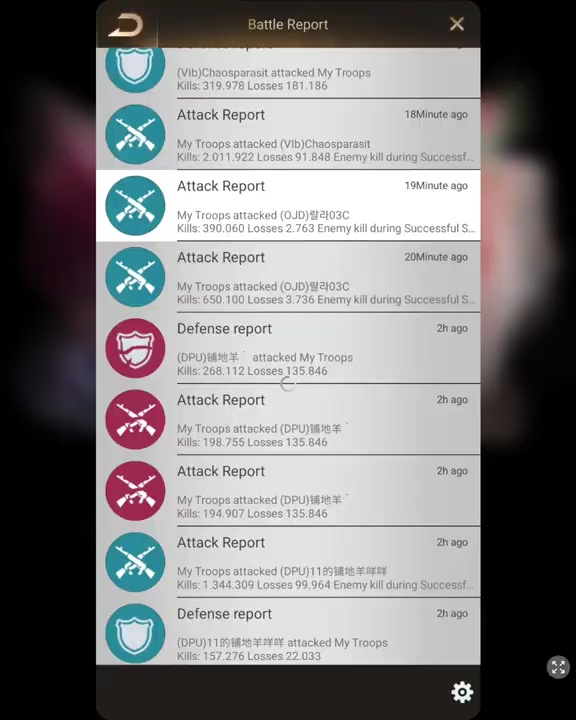 Battle Report
(VIb)Chaosparasit attacked My Troops
Kills: 319.978 Losses 181.186
Attack Report
18Minute ago
My Troops attacked (VIb)Chaosparasit
Kills: 2.011.922 Losses 91.848 Enemy kill during Successf...
Attack Report
19Minute ago
My Troops attacked (OJD)랄라03C
Kills: 390.060 Losses 2.763 Enemy kill during Successful S...
Attack Report
20Minute ago
My Troops attacked (OJD)랄라03C
Kills: 650.100 Losses 3.736 Enemy kill during Successful S...
Defense report
2h ago
(DPU)铺地羊゛ attacked My Troops
Kills: 268.112 Losses 135.846
Attack Report
2h ago
My Troops attacked (DPU)铺地羊゛
Kills: 198.755 Losses 135.846
Attack Report
2h ago
My Troops attacked (DPU)铺地羊゛
Kills: 194.907 Losses 135.846
Attack Report
2h ago
My Troops attacked (DPU)11的铺地羊咩咩
Kills: 1.344.309 Losses 99.964 Enemy kill during Successf...
Defense report
2h ago
(DPU)11的铺地羊咩咩 attacked My Troops
Kills: 157.276 Losses 22.033